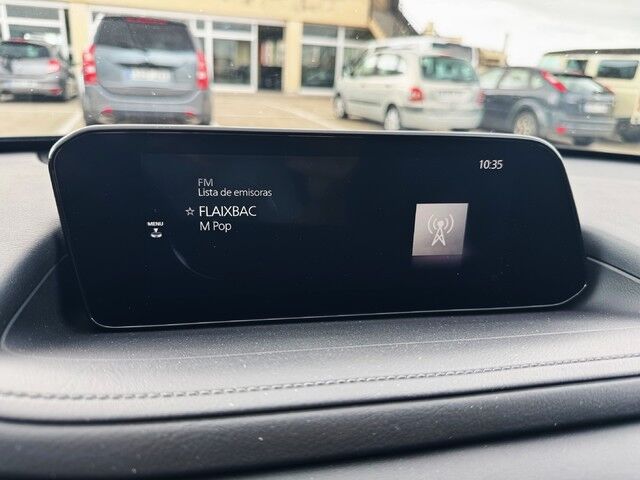 10:35
FM
Lista de emisoras
☆ FLAIXBAC
M Pop
MENU